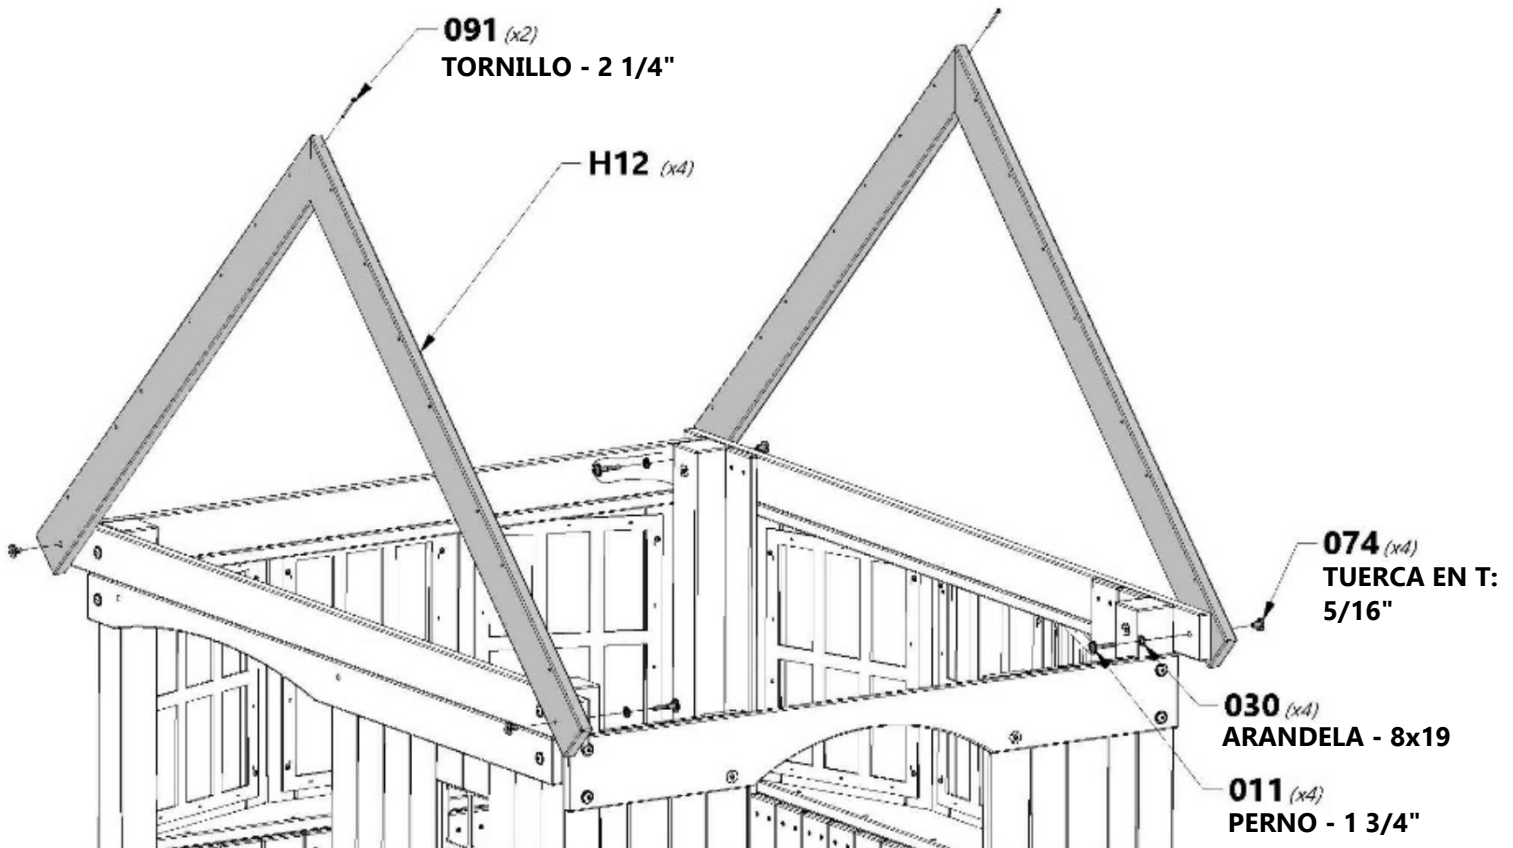 091 (x2)
TORNILLO - 2 1/4"
H12 (x4)
074 (x4)
TUERCA EN T:
5/16"
030 (x4)
ARANDELA - 8x19
011 (x4)
PERNO - 1 3/4"